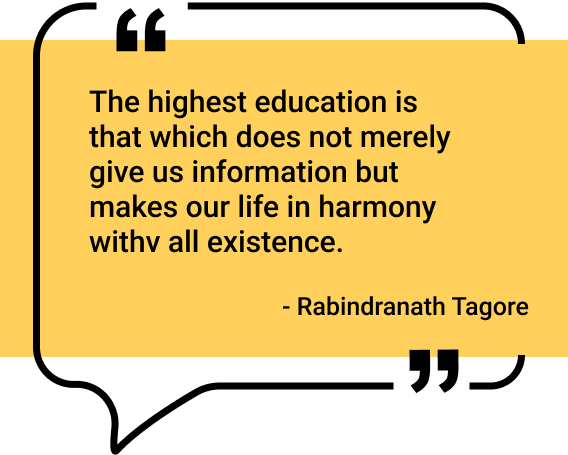 “
The highest education is
that which does not merely
give us information but
makes our life in harmony
withv all existence.
- Rabindranath Tagore
”